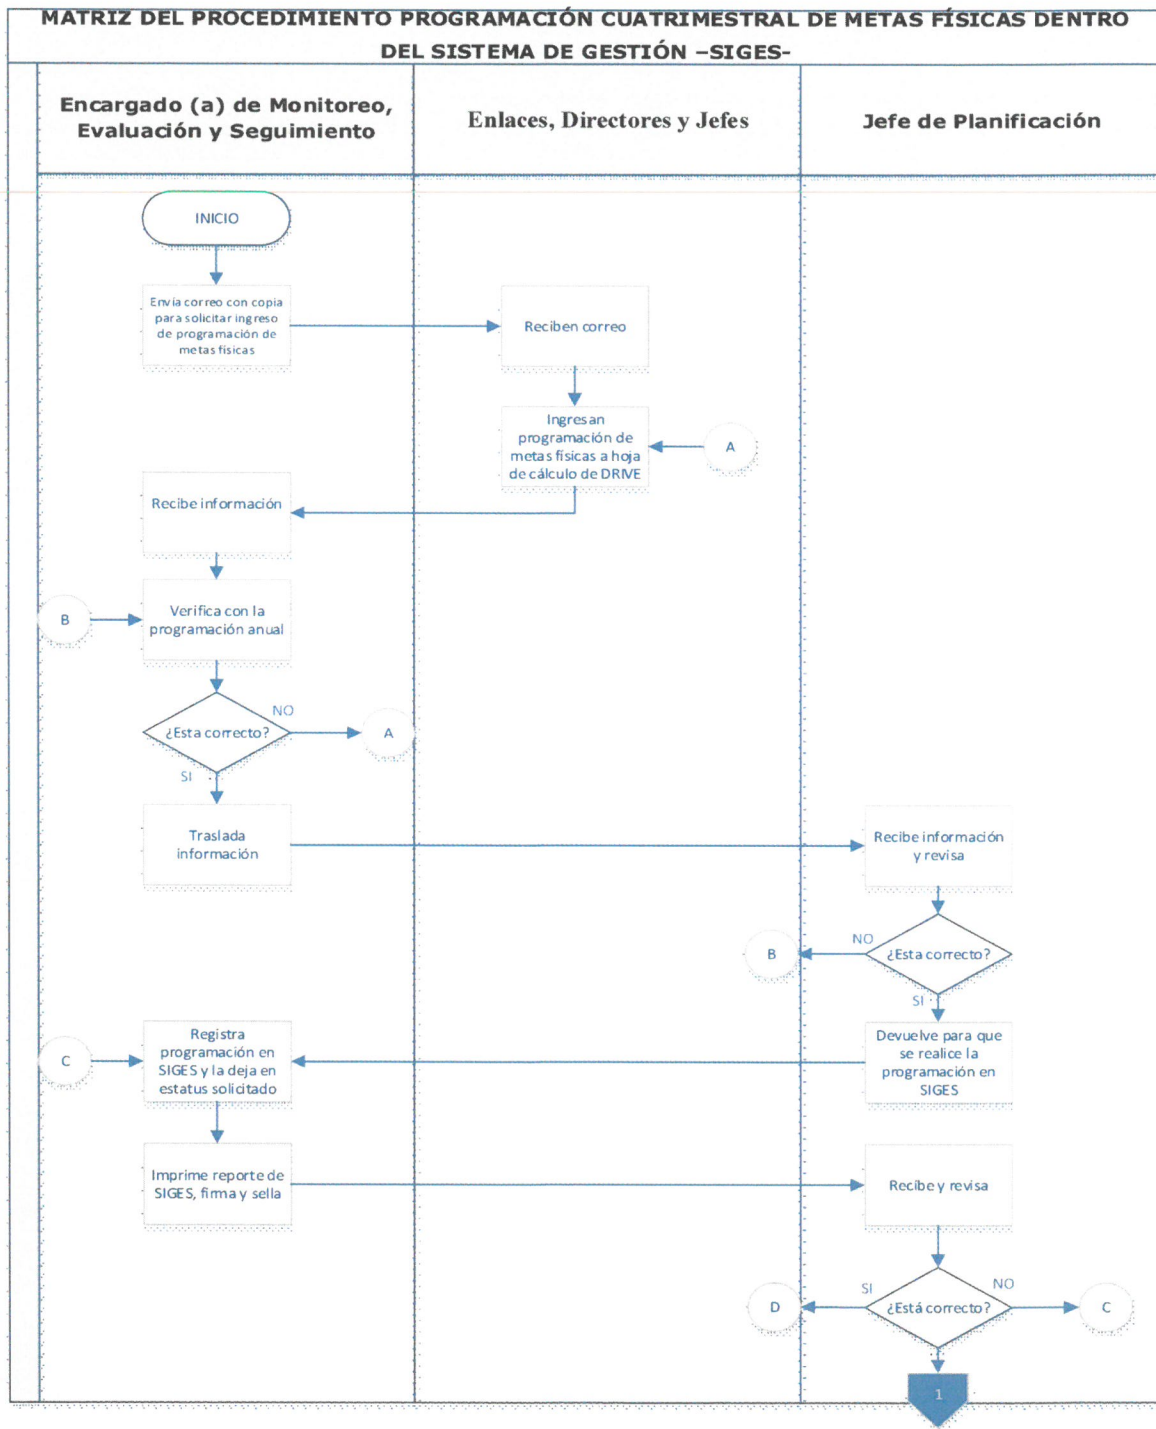 MATRIZ DEL PROCEDIMIENTO PROGRAMACIÓN CUATRIMESTRAL DE METAS FÍSICAS DENTRO
DEL SISTEMA DE GESTIÓN –SIGES-
Encargado (a) de Monitoreo,
Evaluación y Seguimiento
Enlaces, Directores y Jefes
Jefe de Planificación
INICIO
Envía correo con copia
para solicitar ingreso
de programación de
metas físicas
Reciben correo
Ingresan
programación de
metas físicas a hoja
de cálculo de DRIVE
A
Recibe información
B
Verifica con la
programación anual
¿Esta correcto?
NO
A
SI
Traslada
información
Recibe información
y revisa
¿Esta correcto?
NO
B
SI
C
Registra
programación en
SIGES y la deja en
estatus solicitado
Devuelve para que
se realice la
programación en
SIGES
Imprime reporte de
SIGES, firma y sella
Recibe y revisa
D
SI
¿Está correcto?
NO
C
1